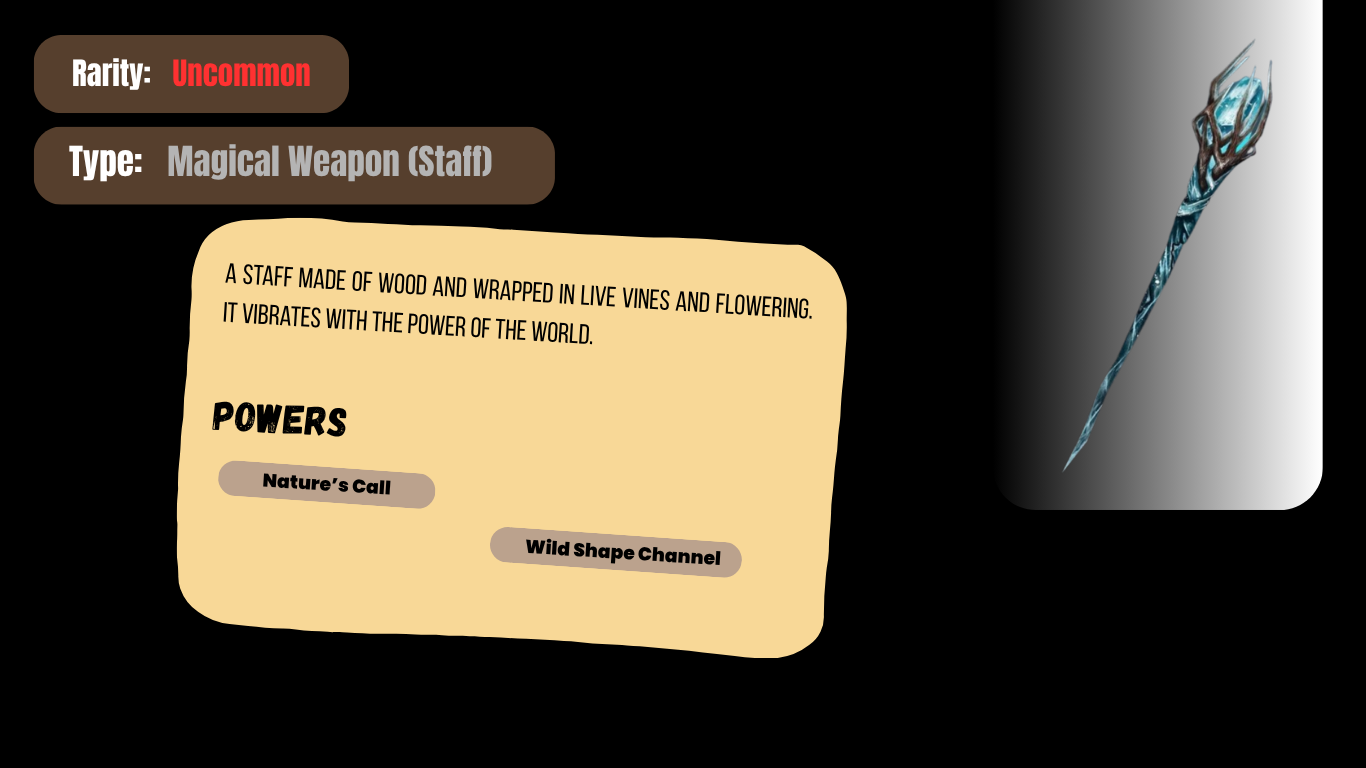 Rarity: Uncommon
Type: Magical Weapon (Staff)
A STAFF MADE OF WOOD AND WRAPPED IN LIVE VINES AND FLOWERING.
IT VIBRATES WITH THE POWER OF THE WORLD.
POWERS
Nature's Call
Wild Shape Channel